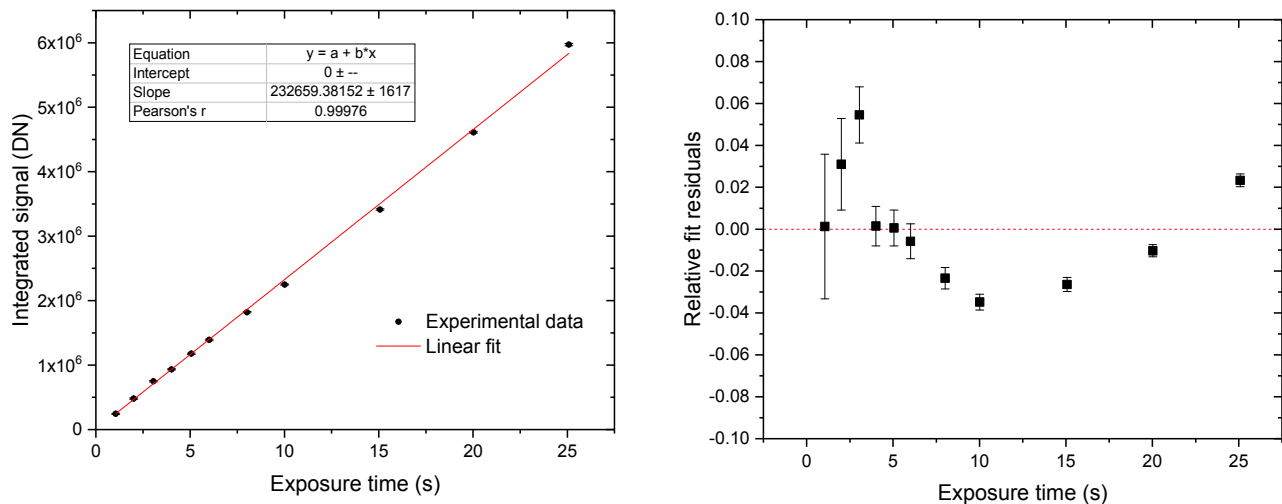 6x10⁶
5x10⁶
4x10⁶
3x10⁶
2x10⁶
1x10⁶
0
Integrated signal (DN)
Equation y = a + b*x
Intercept 0 ± --
Slope 232659.38152 ± 1617
Pearson's r 0.99976
Experimental data
Linear fit
0 5 10 15 20 25
Exposure time (s)
0.10
0.08
0.06
0.04
0.02
0.00
-0.02
-0.04
-0.06
-0.08
-0.10
Relative fit residuals
0 5 10 15 20 25
Exposure time (s)